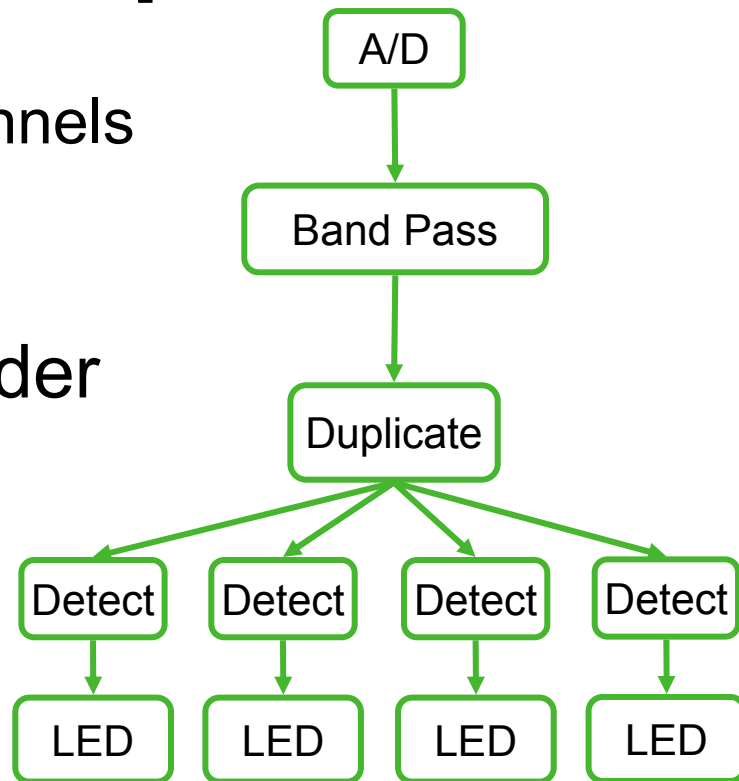 A/D
nnels
Band Pass
der
Duplicate
Detect Detect Detect Detect
LED LED LED LED